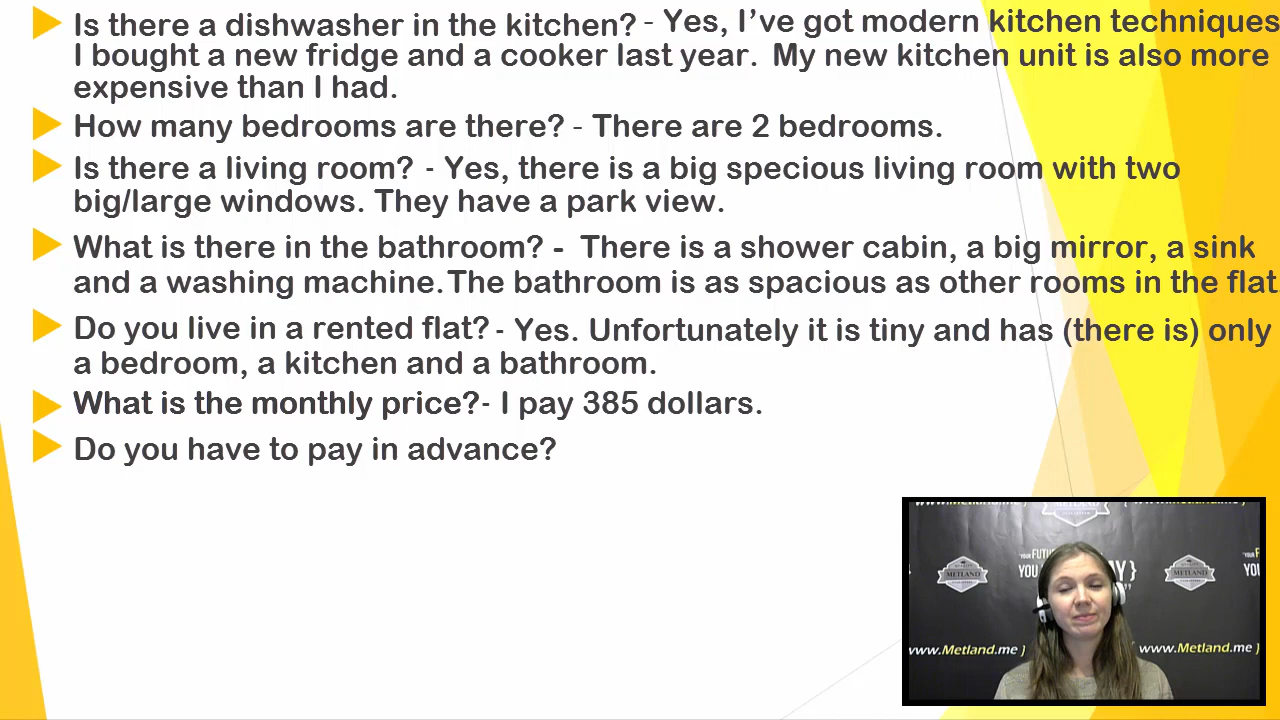 Is there a dishwasher in the kitchen? - Yes, I’ve got modern kitchen techniques
I bought a new fridge and a cooker last year. My new kitchen unit is also more
expensive than I had.
How many bedrooms are there? - There are 2 bedrooms.
Is there a living room? - Yes, there is a big specious living room with two
big/large windows. They have a park view.
What is there in the bathroom? - There is a shower cabin, a big mirror, a sink
and a washing machine. The bathroom is as spacious as other rooms in the flat
Do you live in a rented flat? - Yes. Unfortunately it is tiny and has (there is) only
a bedroom, a kitchen and a bathroom.
What is the monthly price?- I pay 385 dollars.
Do you have to pay in advance?
www.Metland.me }
METLAND
METLAND
www.Metland.me }
www.Metland.me }